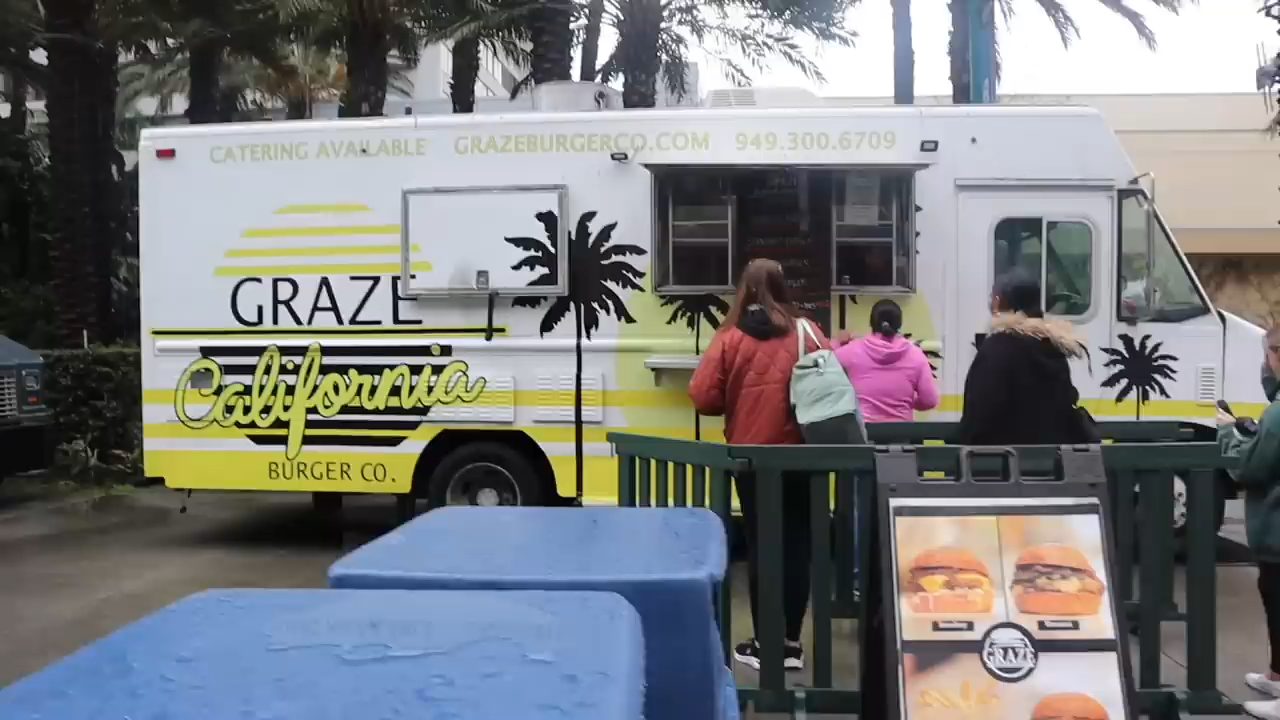 CATERING AVAILABLE GRAZEBURGERCO.COM 949.300.6709
GRAZE
California
BURGER CO.
GRAZE